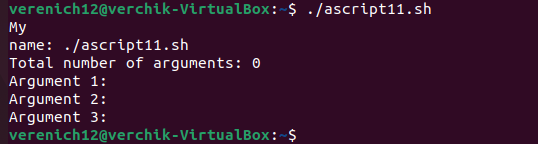 verenich12@verchik-VirtualBox:~$ ./ascript11.sh
My
name: ./ascript11.sh
Total number of arguments: 0
Argument 1:
Argument 2:
Argument 3:
verenich12@verchik-VirtualBox:~$